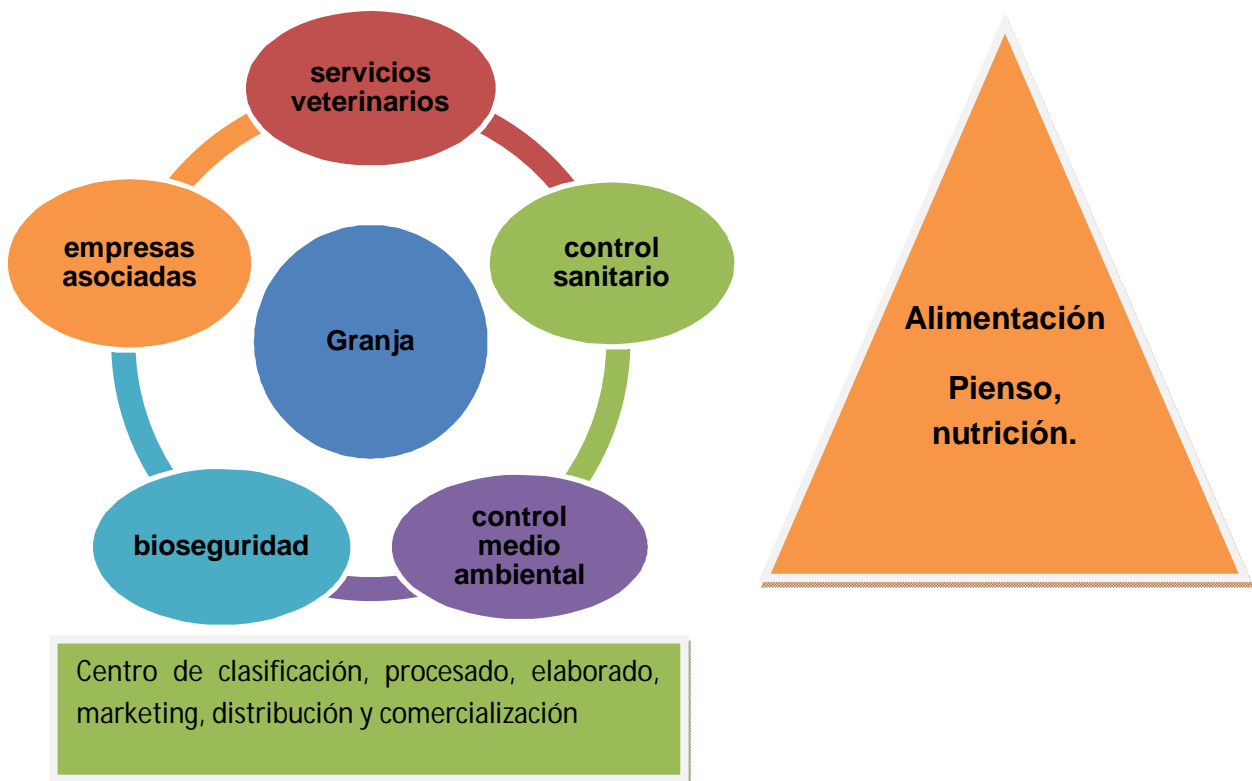 servicios
veterinarios
empresas
asociadas
control
sanitario
Granja
bioseguridad
control
medio
ambiental
Alimentación
Pienso,
nutrición.
Centro de clasificación, procesado, elaborado,
marketing, distribución y comercialización